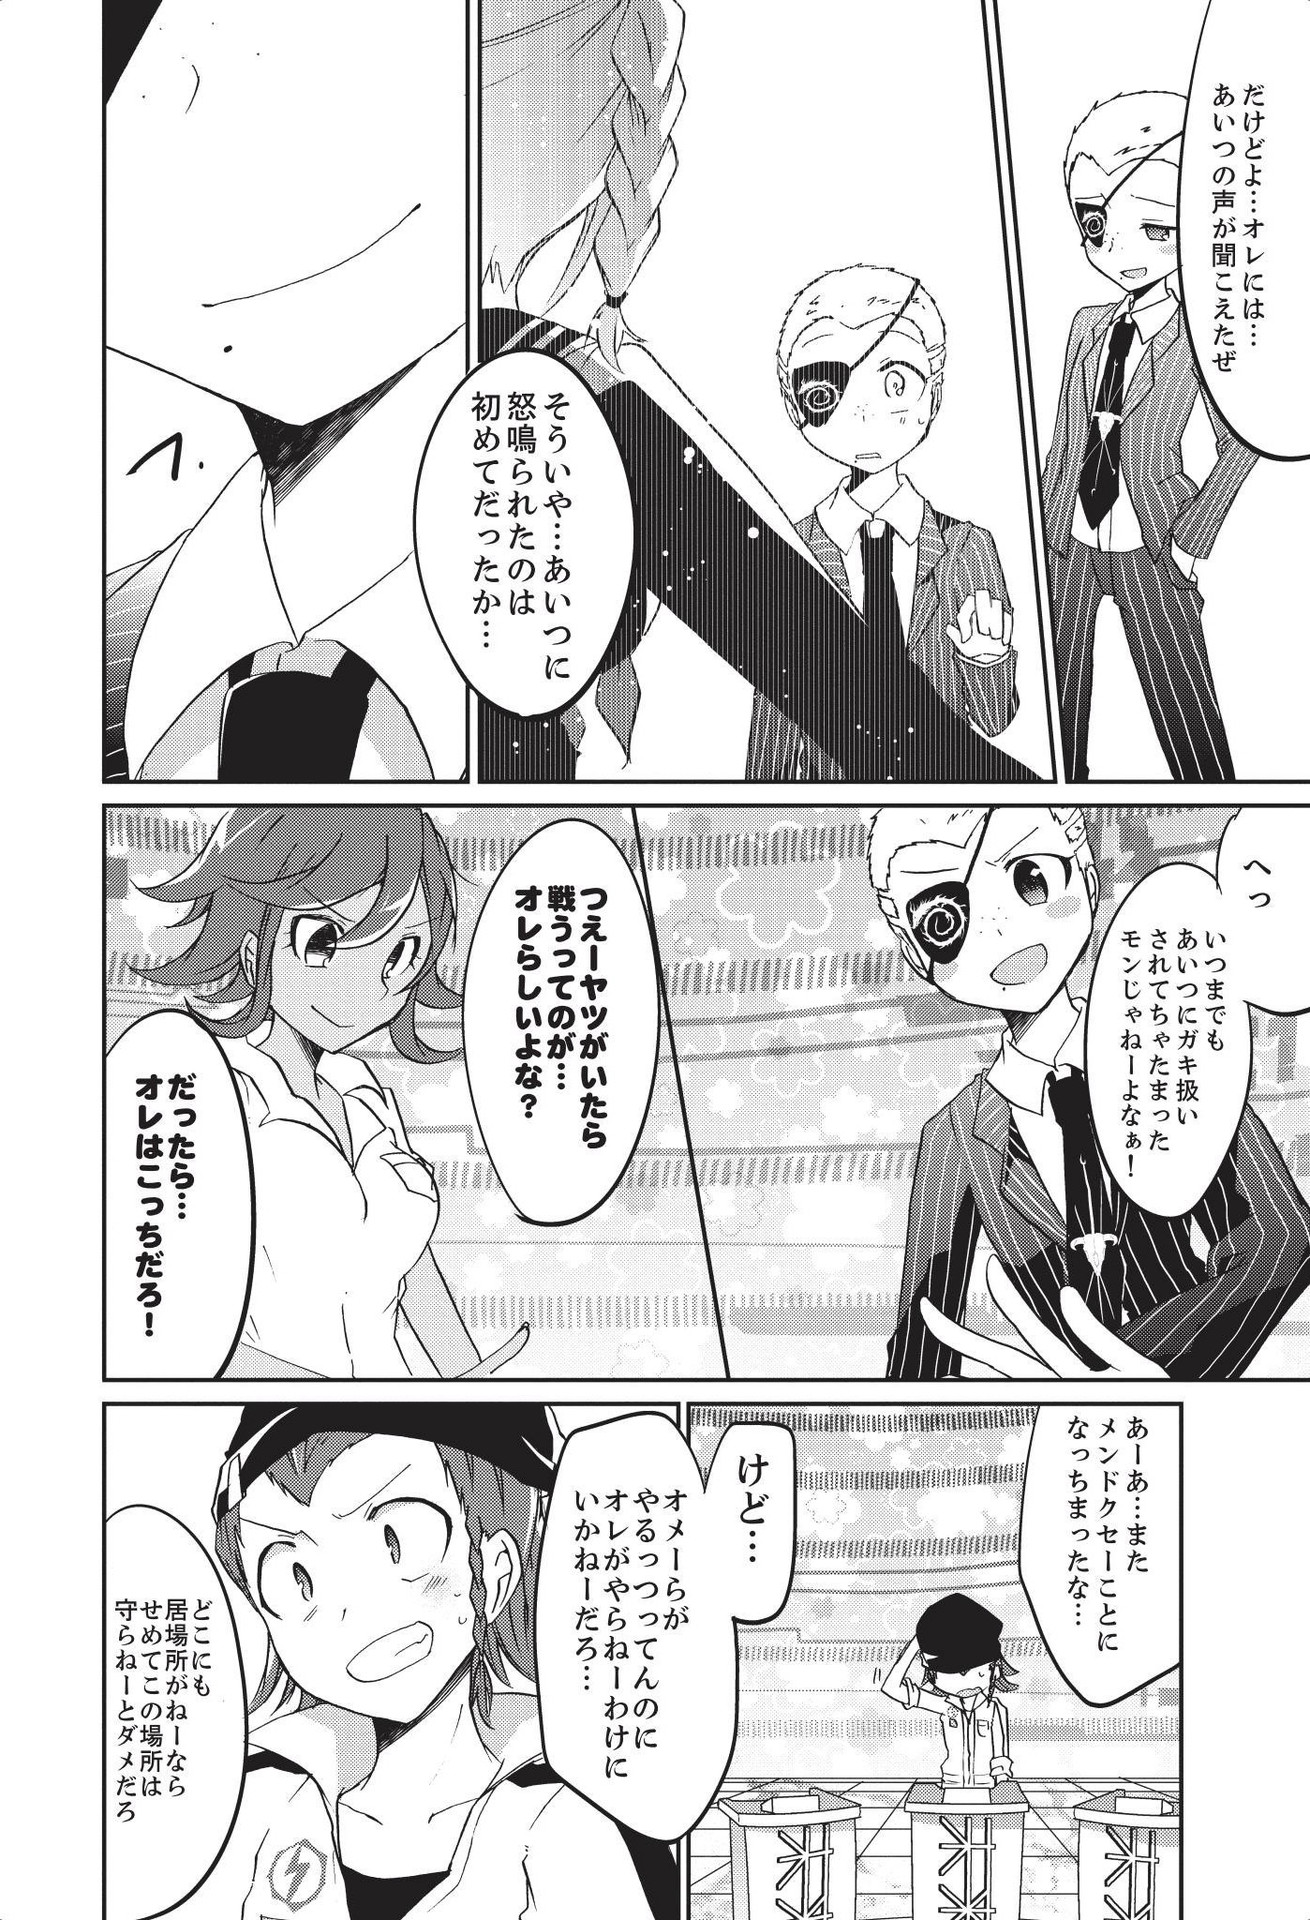 だけどよ…オレには…
あいつの声が聞こえたぜ
そういや…あいつに
怒鳴られたのは
初めてだったか…
へっ
いつまでも
あいつにガキ扱い
されてちゃたまった
モンじゃねーよなぁ！
つえーヤツがいたら
戦うってのが…
オレらしいよな？
だったら…
オレはこっちだろ！
あーあ…また
メンドクセーことに
なっちまったな…
けど…
オメーらが
やるっつってんのに
オレがやらねーわけに
いかねーだろ…
どこにも
居場所がねーなら
せめてこの場所は
守らねーとダメだろ